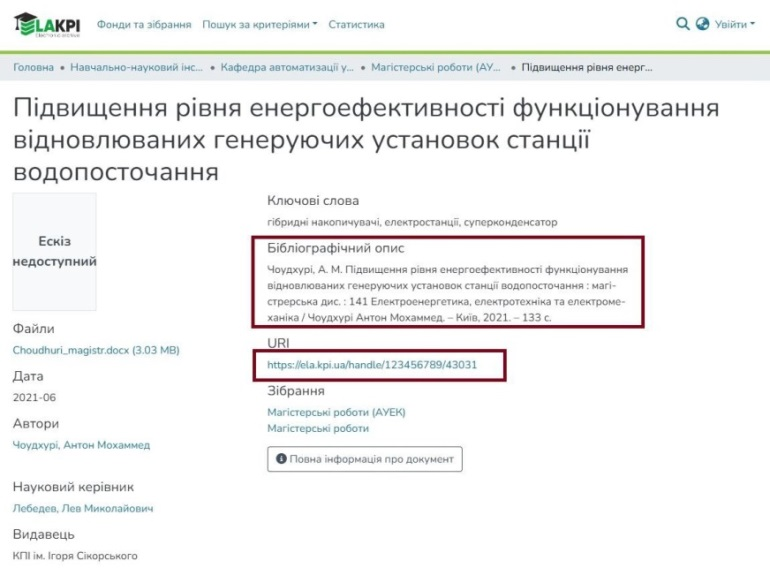 ELAKPI
Фонди та зібрання
Пошук за критеріями
Статистика
Увійти
Головна • Навчально-науковий інс... • Кафедра автоматизації у... • Магістерські роботи (АУ... • Підвищення рівня енерг...
Підвищення рівня енергоефективності функціонування
відновлюваних генеруючих установок станції
водопосточання
Ескіз
недоступний
Файли
Choudhuri_magistr.docx (3.03 MB)
Дата
2021-06
Автори
Чоудхурі, Антон Мохаммед
Науковий керівник
Лебедев, Лев Миколайович
Видавець
КПІ ім. Ігоря Сікорського
Ключові слова
гібридні накопичувачі, електростанції, суперконденсатор
Бібліографічний опис
Чоудхурі, А. М. Підвищення рівня енергоефективності функціонування
відновлюваних генеруючих установок станції водопосточання : магі-
стрерська дис. : 141 Електроенергетика, електротехніка та електроме-
ханіка / Чоудхурі Антон Мохаммед. – Київ, 2021. – 133 с.
URI
https://ela.kpi.ua/handle/123456789/43031
Зібрання
Магістерські роботи (АУЕК)
Магістерські роботи
Повна інформація про документ